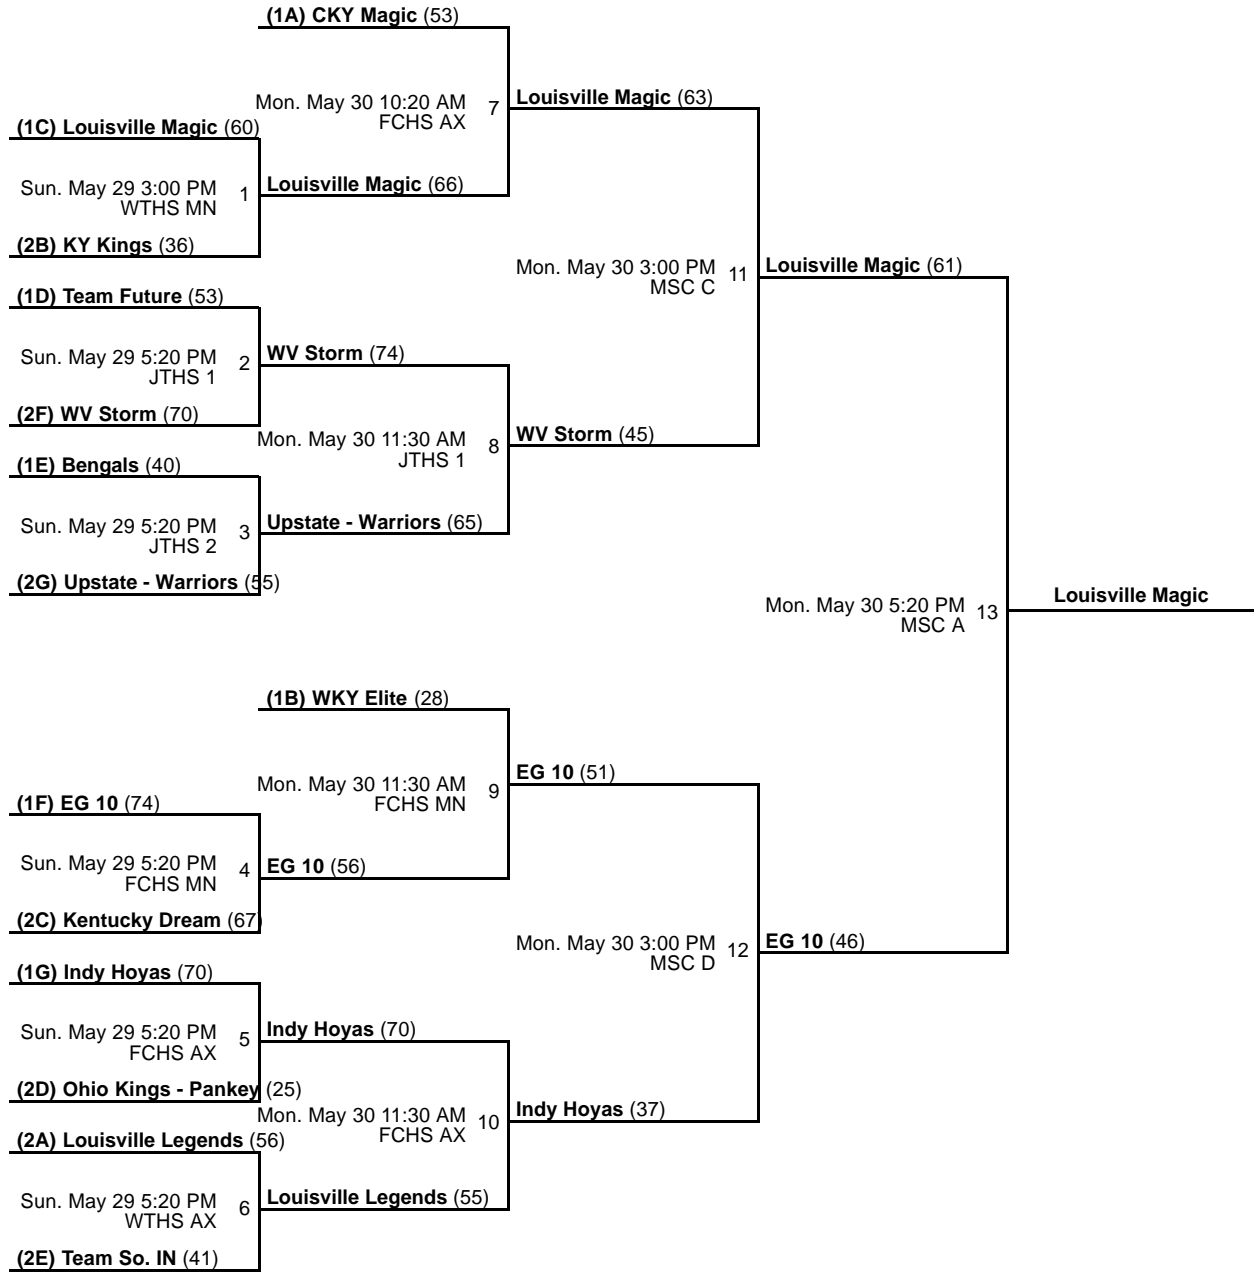 (1A) CKY Magic (53)
Mon. May 30 10:20 AM
FCHS AX
7
Louisville Magic (63)
(1C) Louisville Magic (60)
Sun. May 29 3:00 PM
WTHS MN
1
Louisville Magic (66)
(2B) KY Kings (36)
Mon. May 30 3:00 PM
MSC C
11
Louisville Magic (61)
(1D) Team Future (53)
Sun. May 29 5:20 PM
JTHS 1
2
WV Storm (74)
(2F) WV Storm (70)
Mon. May 30 11:30 AM
JTHS 1
8
WV Storm (45)
(1E) Bengals (40)
Sun. May 29 5:20 PM
JTHS 2
3
Upstate - Warriors (65)
(2G) Upstate - Warriors (55)
Mon. May 30 5:20 PM
MSC A
13
Louisville Magic
(1B) WKY Elite (28)
Mon. May 30 11:30 AM
FCHS MN
9
EG 10 (51)
(1F) EG 10 (74)
Sun. May 29 5:20 PM
FCHS MN
4
EG 10 (56)
(2C) Kentucky Dream (67)
Mon. May 30 3:00 PM
MSC D
12
EG 10 (46)
(1G) Indy Hoyas (70)
Sun. May 29 5:20 PM
FCHS AX
5
Indy Hoyas (70)
(2D) Ohio Kings - Pankey (25)
Mon. May 30 11:30 AM
FCHS AX
10
Indy Hoyas (37)
(2A) Louisville Legends (56)
Sun. May 29 5:20 PM
WTHS AX
6
Louisville Legends (55)
(2E) Team So. IN (41)